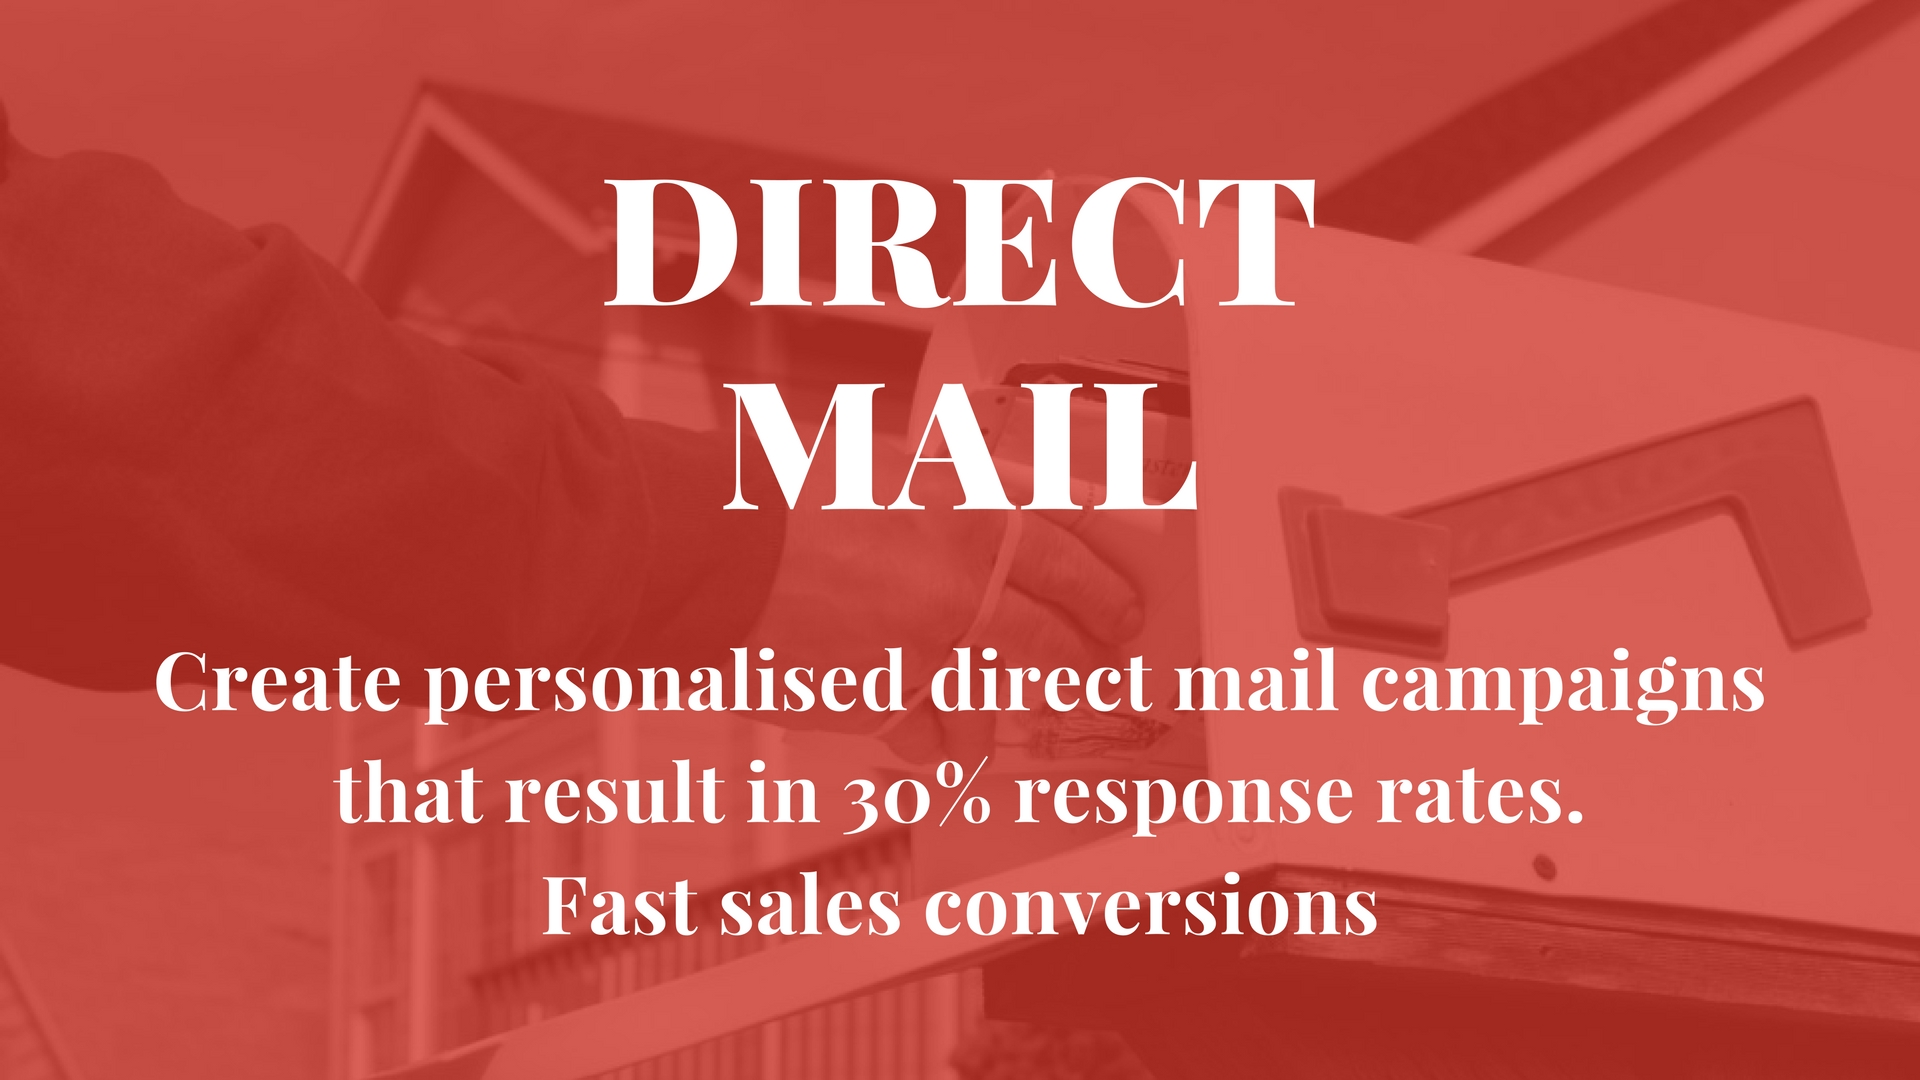 DIRECT
MAIL
Create personalised direct mail campaigns
that result in 30% response rates.
Fast sales conversions